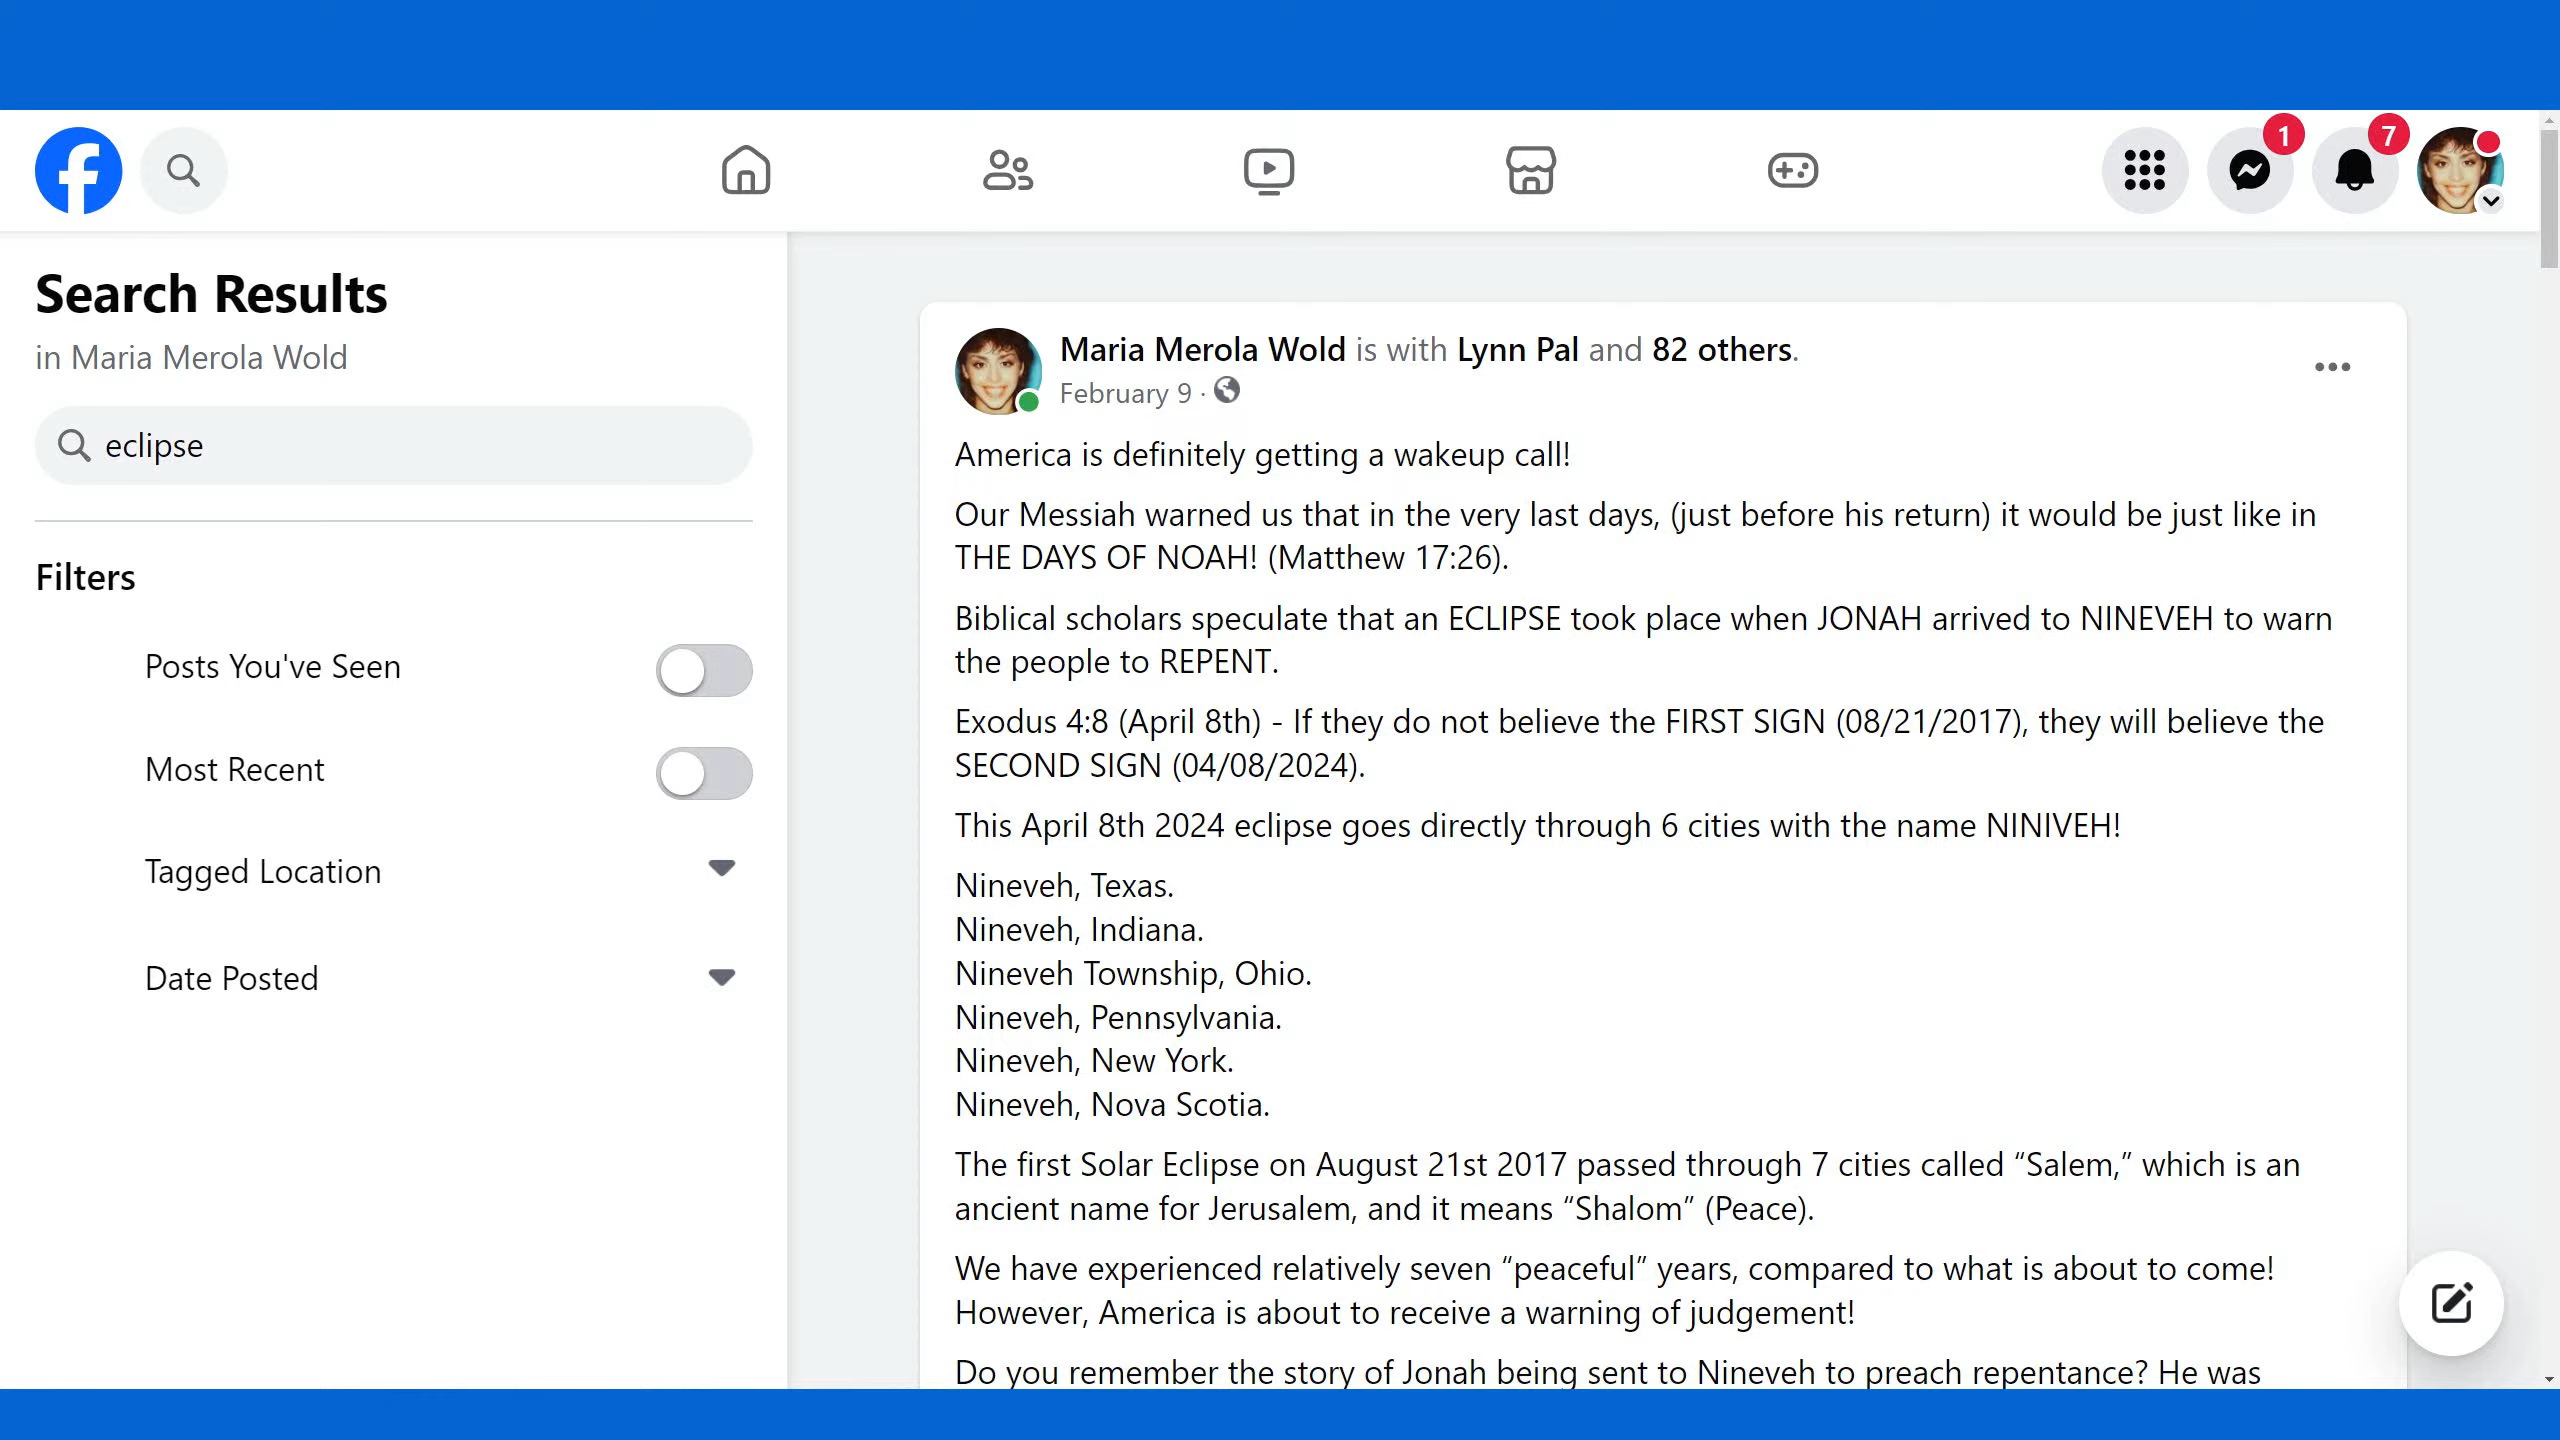 1
7
Search Results
in Maria Merola Wold
eclipse
Filters
Posts You've Seen
Most Recent
Tagged Location
Date Posted
Maria Merola Wold is with Lynn Pal and 82 others.
February 9 ·
America is definitely getting a wakeup call!
Our Messiah warned us that in the very last days, (just before his return) it would be just like in
THE DAYS OF NOAH! (Matthew 17:26).
Biblical scholars speculate that an ECLIPSE took place when JONAH arrived to NINEVEH to warn
the people to REPENT.
Exodus 4:8 (April 8th) - If they do not believe the FIRST SIGN (08/21/2017), they will believe the
SECOND SIGN (04/08/2024).
This April 8th 2024 eclipse goes directly through 6 cities with the name NINIVEH!
Nineveh, Texas.
Nineveh, Indiana.
Nineveh Township, Ohio.
Nineveh, Pennsylvania.
Nineveh, New York.
Nineveh, Nova Scotia.
The first Solar Eclipse on August 21st 2017 passed through 7 cities called “Salem,” which is an
ancient name for Jerusalem, and it means “Shalom” (Peace).
We have experienced relatively seven “peaceful” years, compared to what is about to come!
However, America is about to receive a warning of judgement!
Do you remember the story of Jonah being sent to Nineveh to preach repentance? He was